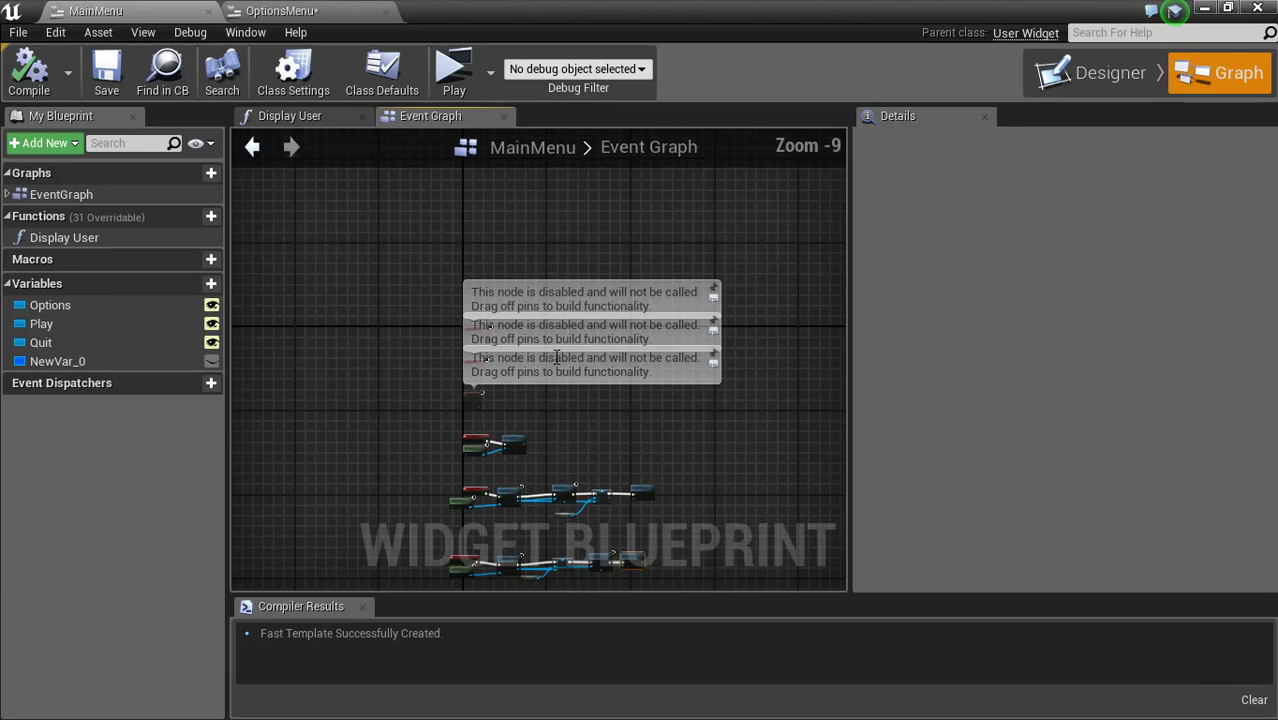 MainMenu
OptionsMenu*
File Edit Asset View Debug Window Help
Parent class: User Widget
Search For Help
Compile
Save
Find in CB
Search
Class Settings
Class Defaults
Play
No debug object selected
Debug Filter
Designer
Graph
My Blueprint
Display User
Event Graph
Details
Add New
Search
MainMenu > Event Graph
Zoom -9
Graphs
EventGraph
Functions (31 Overridable)
Display User
Macros
Variables
Options
Play
Quit
NewVar_0
Event Dispatchers
This node is disabled and will not be called.
Drag off pins to build functionality.
This node is disabled and will not be called.
Drag off pins to build functionality.
This node is disabled and will not be called.
Drag off pins to build functionality.
WIDGET BLUEPRINT
Compiler Results
Fast Template Successfully Created.
Clear